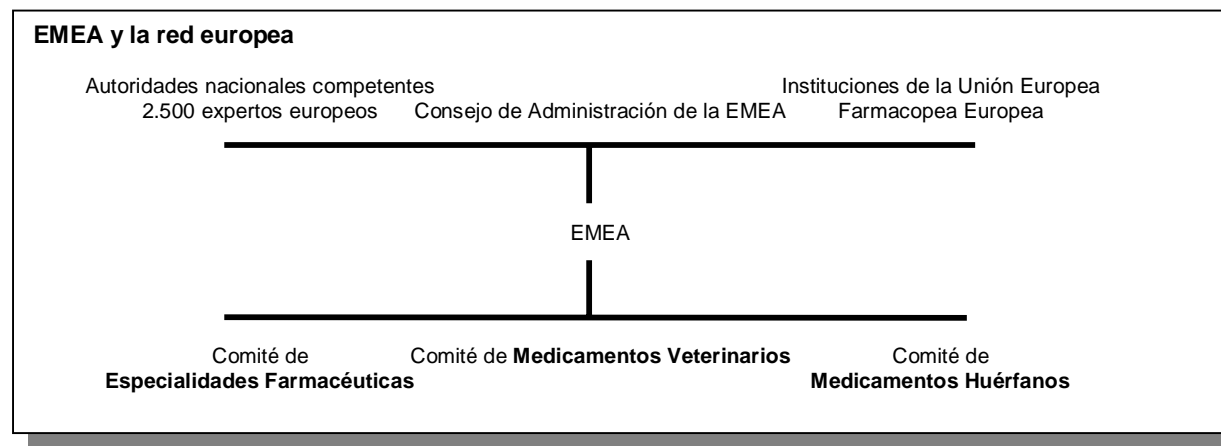 EMEA y la red europea
Autoridades nacionales competentes
2.500 expertos europeos
Consejo de Administración de la EMEA
Instituciones de la Unión Europea
Farmacopea Europea
EMEA
Comité de
Especialidades Farmacéuticas
Comité de Medicamentos Veterinarios
Comité de
Medicamentos Huérfanos